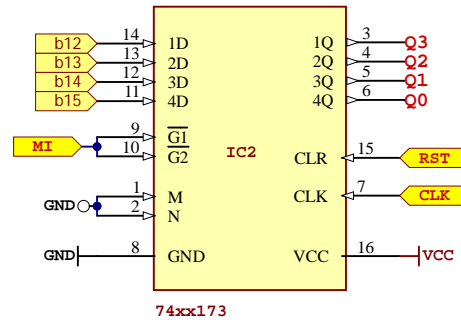 b12 14 1D 1Q 3 Q3
b13 13 2D 2Q 4 Q2
b14 12 3D 3Q 5 Q1
b15 11 4D 4Q 6 Q0
MI 9 G1
10 G2
IC2
CLR 15 RST
GND 1 M CLK 7 CLK
2 N
GND 8 GND VCC 16 VCC
74xx173